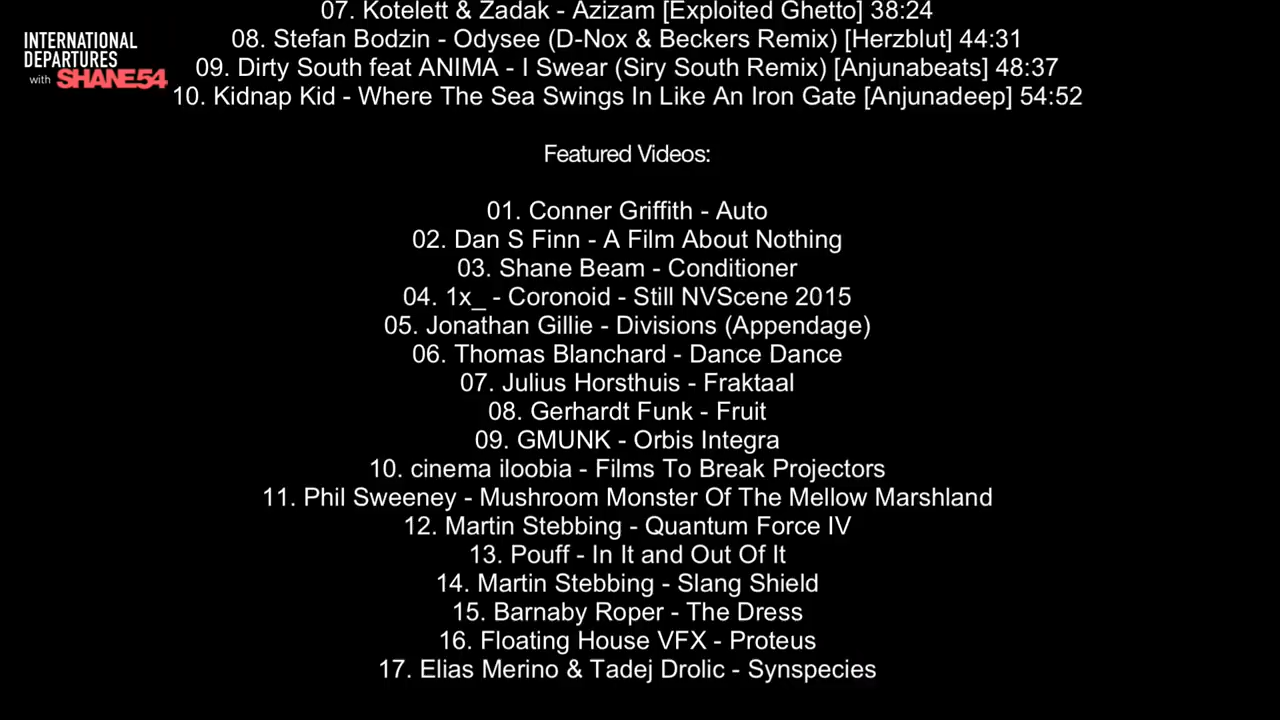 07. Kotelett & Zadak - Azizam [Exploited Ghetto] 38:24
INTERNATIONAL
DEPARTURES
with SHANE 54
08. Stefan Bodzin - Odysee (D-Nox & Beckers Remix) [Herzblut] 44:31
09. Dirty South feat ANIMA - I Swear (Siry South Remix) [Anjunabeats] 48:37
10. Kidnap Kid - Where The Sea Swings In Like An Iron Gate [Anjunadeep] 54:52
Featured Videos:
01. Conner Griffith - Auto
02. Dan S Finn - A Film About Nothing
03. Shane Beam - Conditioner
04. 1x_ - Coronoid - Still NVScene 2015
05. Jonathan Gillie - Divisions (Appendage)
06. Thomas Blanchard - Dance Dance
07. Julius Horsthuis - Fraktaal
08. Gerhardt Funk - Fruit
09. GMUNK - Orbis Integra
10. cinema iloobia - Films To Break Projectors
11. Phil Sweeney - Mushroom Monster Of The Mellow Marshland
12. Martin Stebbing - Quantum Force IV
13. Pouff - In It and Out Of It
14. Martin Stebbing - Slang Shield
15. Barnaby Roper - The Dress
16. Floating House VFX - Proteus
17. Elias Merino & Tadej Drolic - Synspecies